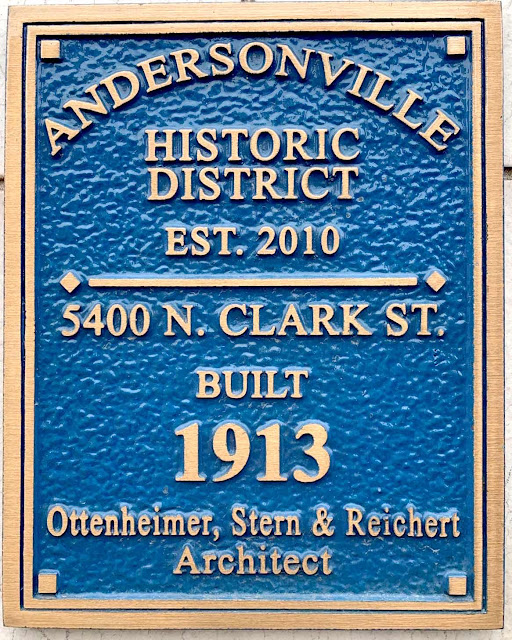 ANDERSONVILLE
HISTORIC
DISTRICT
EST. 2010
5400 N. CLARK ST.
BUILT
1913
Ottenheimer, Stern & Reichert
Architect